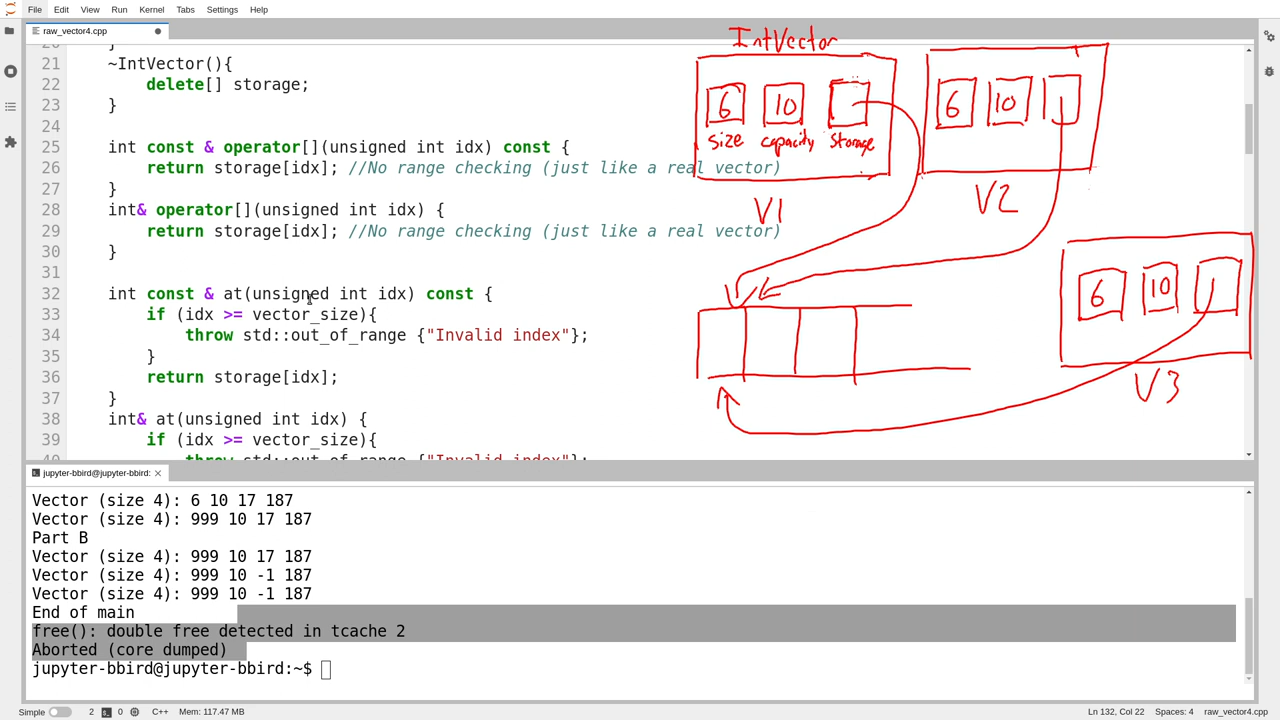 File Edit View Run Kernel Tabs Settings Help
raw_vector4.cpp
21 ~IntVector(){
22 delete[] storage;
23 }
24
25 int const & operator[](unsigned int idx) const {
26 return storage[idx]; //No range checking (just like a real vector)
27 }
28 int& operator[](unsigned int idx) {
29 return storage[idx]; //No range checking (just like a real vector)
30 }
31
32 int const & at(unsigned int idx) const {
33 if (idx >= vector_size){
34 throw std::out_of_range {"Invalid index"};
35 }
36 return storage[idx];
37 }
38 int& at(unsigned int idx) {
39 if (idx >= vector_size){
40 throw std::out_of_range {"Invalid index"};
IntVector
6 10
size capacity storage
V1
6 10
V2
6 10
V3
jupyter-bbird@jupyter-bbird:
Vector (size 4): 6 10 17 187
Vector (size 4): 999 10 17 187
Part B
Vector (size 4): 999 10 17 187
Vector (size 4): 999 10 -1 187
Vector (size 4): 999 10 -1 187
End of main
free(): double free detected in tcache 2
Aborted (core dumped)
jupyter-bbird@jupyter-bbird:~$
Simple 2 0 C++ Mem: 117.47 MB Ln 132, Col 22 Spaces: 4 raw_vector4.cpp